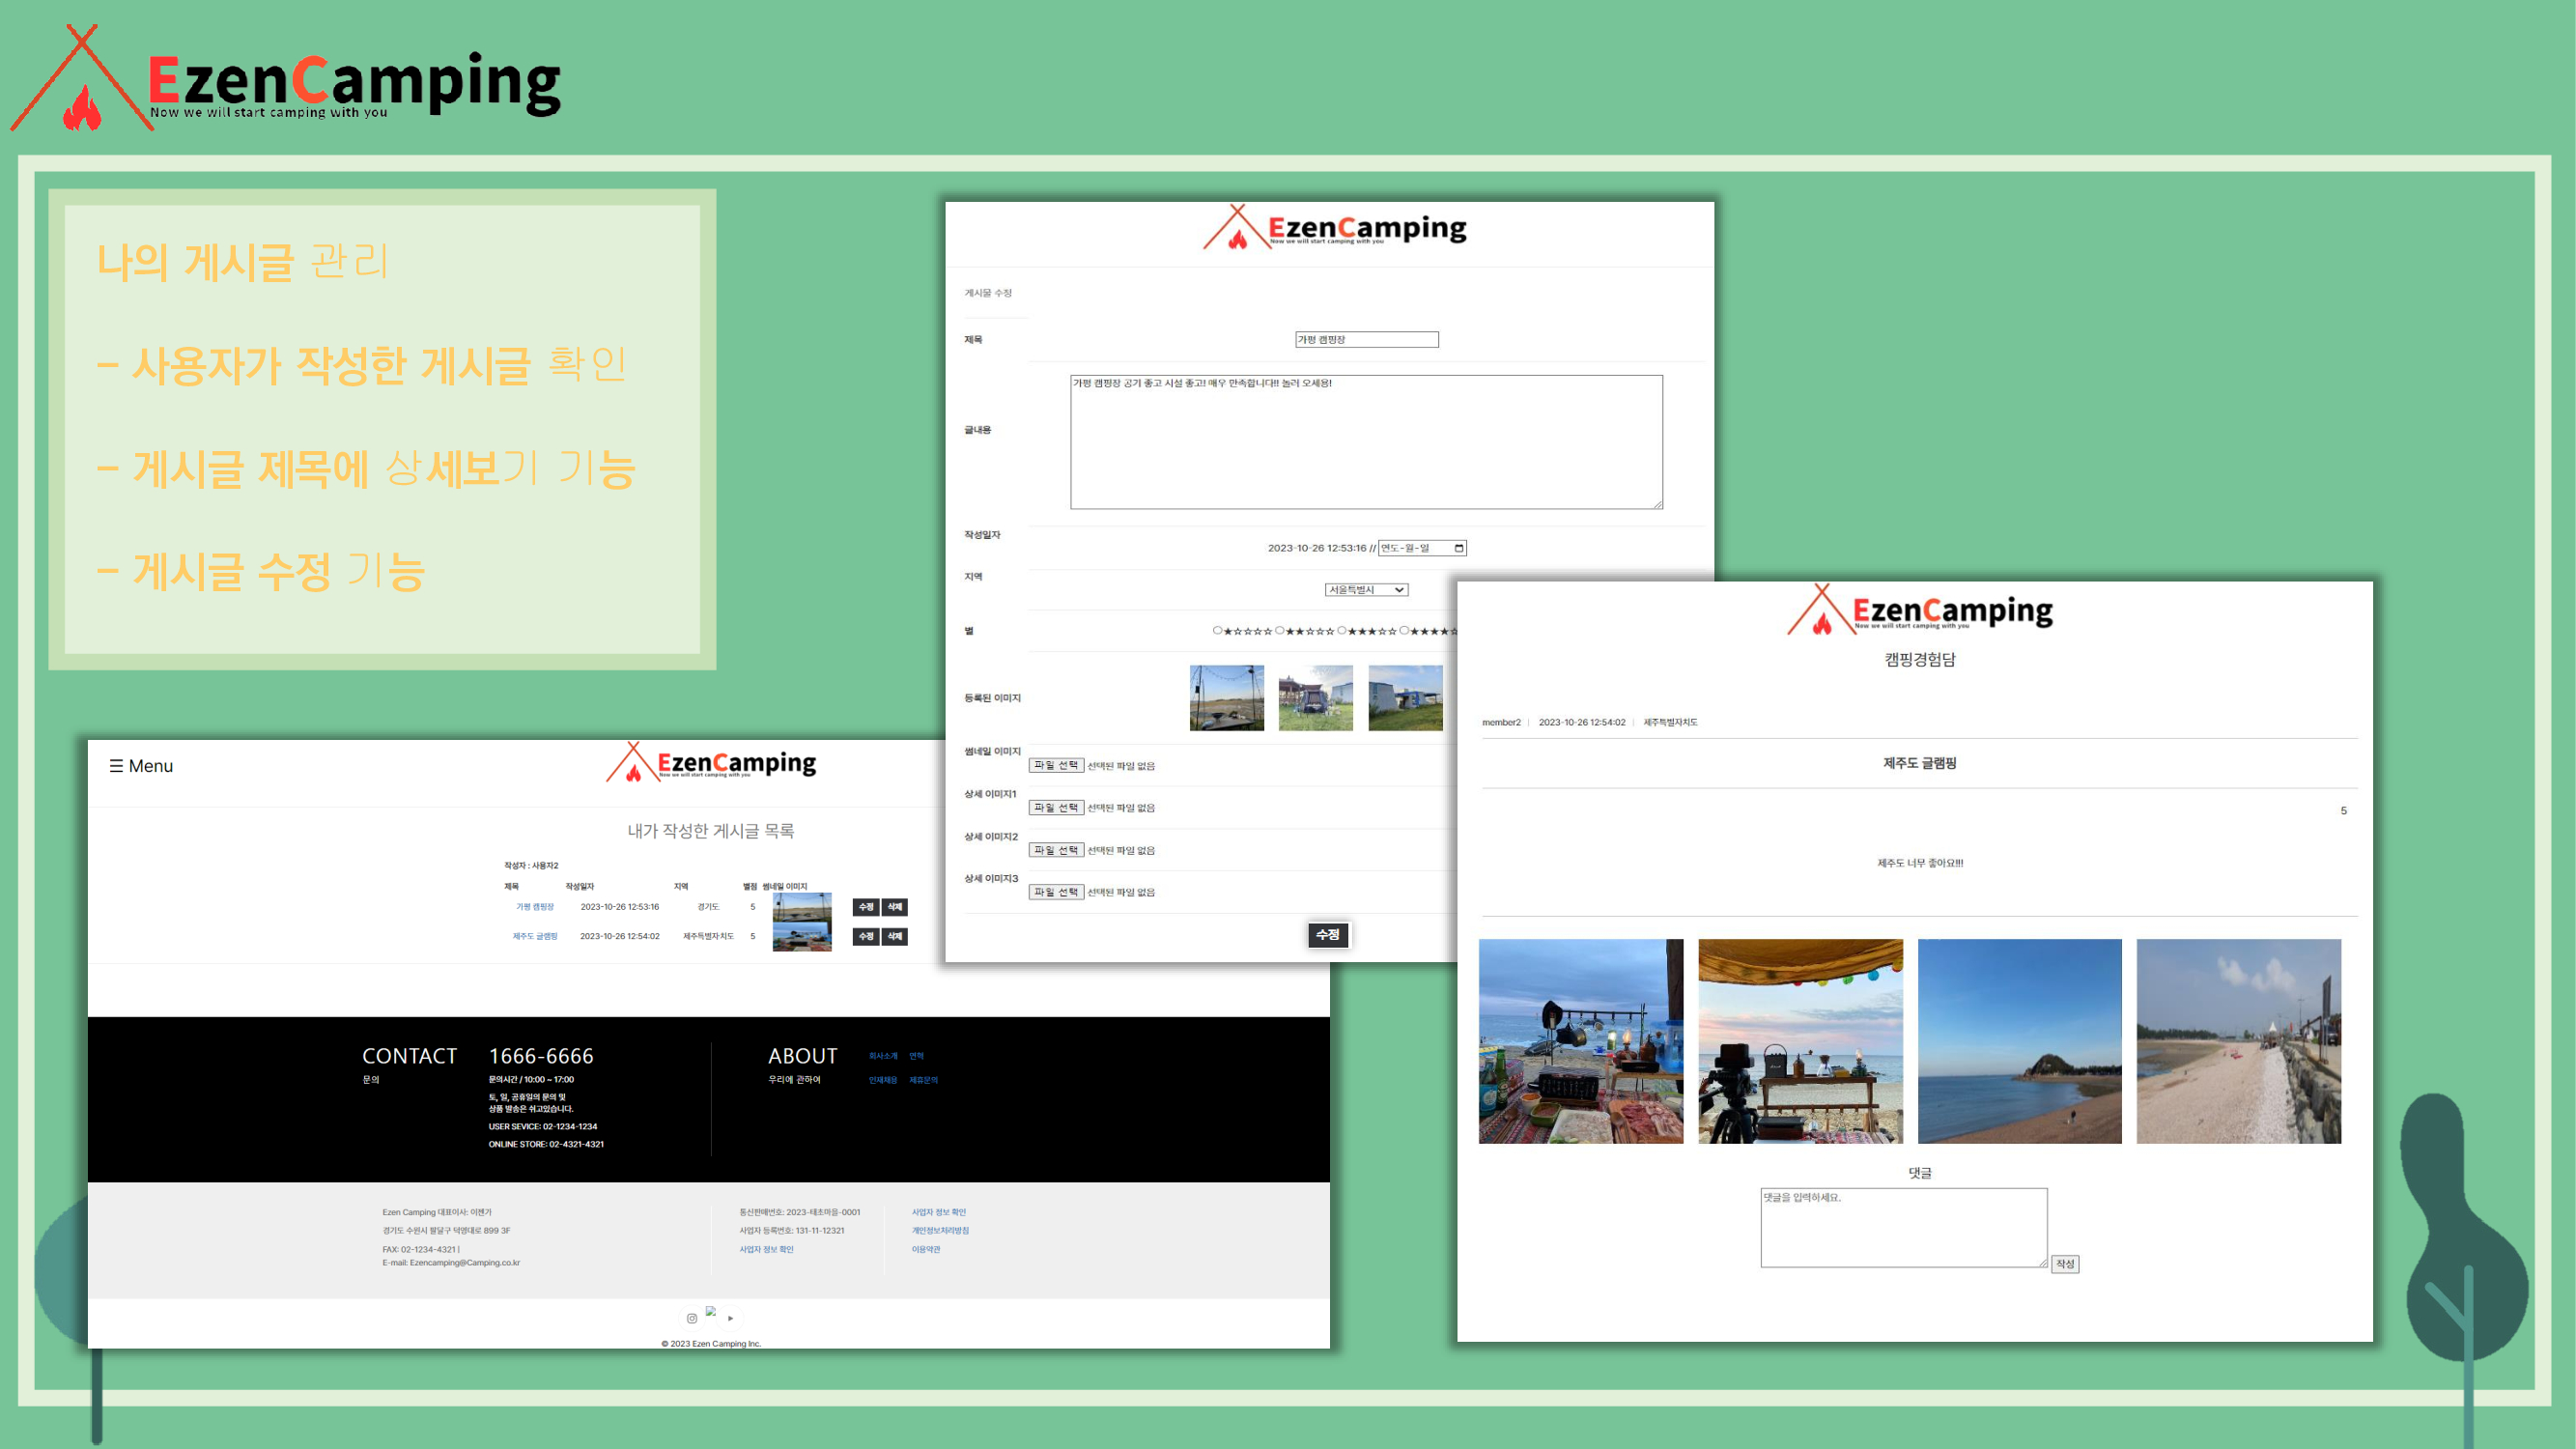 EzenCamping
Now we will start camping with you
나의 게시글 관리
- 사용자가 작성한 게시글 확인
- 게시글 제목에 상세보기 기능
- 게시글 수정 기능
EzenCamping
Now we will start camping with you
게시물 수정
제목 가평 캠핑장
글내용 가평 캠핑장 공기 좋고 시설 좋고! 매우 만족합니다!! 놀러 오세용!
작성일자 2023-10-26 12:53:16 // 연도-월-일
지역 서울특별시
별 ★☆☆☆☆ ★★☆☆☆ ★★★☆☆ ★★★★☆
등록된 이미지
썸네일 이미지 파일 선택 선택된 파일 없음
상세 이미지1 파일 선택 선택된 파일 없음
상세 이미지2 파일 선택 선택된 파일 없음
상세 이미지3 파일 선택 선택된 파일 없음
수정
EzenCamping
Now we will start camping with you
캠핑경험담
member2 | 2023-10-26 12:54:02 | 제주특별자치도
제주도 글램핑
5
제주도 너무 좋아요!!!
댓글
댓글을 입력하세요.
작성
☰ Menu
EzenCamping
Now we will start camping with you
내가 작성한 게시글 목록
작성자 : 사용자2
제목 작성일자 지역 별점 썸네일 이미지
가평 캠핑장 2023-10-26 12:53:16 경기도 5 수정 삭제
제주도 글램핑 2023-10-26 12:54:02 제주특별자치도 5 수정 삭제
CONTACT 1666-6666 ABOUT 회사소개 연혁
문의 문의시간 / 10:00 ~ 17:00 우리에 관하여 인재채용 제휴문의
토, 일, 공휴일의 문의 및
상품 발송은 쉬고있습니다.
USER SEVICE: 02-1234-1234
ONLINE STORE: 02-4321-4321
Ezen Camping 대표이사: 이젠가 통신판매번호: 2023-태초마을-0001 사업자 정보 확인
경기도 수원시 팔달구 덕영대로 899 3F 사업자 등록번호: 131-11-12321 개인정보처리방침
FAX: 02-1234-4321 | 사업자 정보 확인 이용약관
E-mail: Ezencamping@Camping.co.kr
© 2023 Ezen Camping Inc.